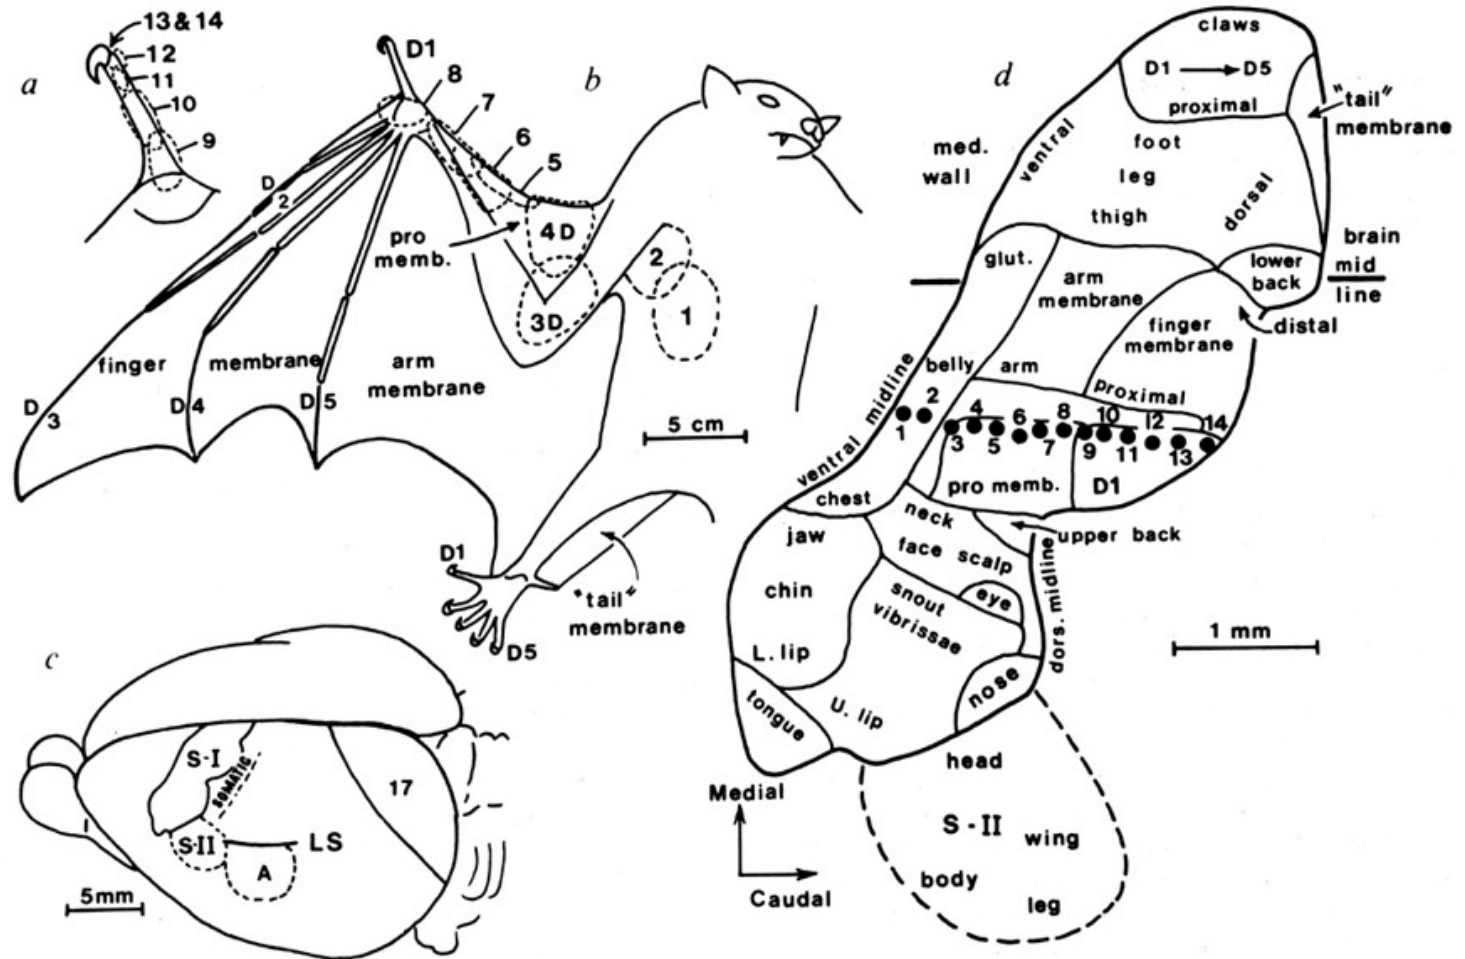 a
13 & 14
12
11
10
9
b
D1
8
7
6
5
D
2
pro
memb.
4D
3D
2
1
finger membrane
arm
membrane
D
3
D4
D5
5 cm
D1
D5
"tail"
membrane
c
S-I
SOMATIC
S-II
LS
A
17
5mm
d
claws
D1 → D5
proximal
"tail"
membrane
med.
wall
ventral
foot
leg
thigh
dorsal
brain
mid
line
glut.
arm
membrane
lower
back
distal
finger
membrane
ventral midline
belly
arm
proximal
2
4
6
8
10
12
14
1
3
5
7
9
11
13
pro memb.
D1
chest
neck
upper back
jaw
face scalp
dors. midline
chin
snout
vibrissae
eye
L. lip
nose
tongue
U. lip
1 mm
head
S-II
wing
body
leg
Medial
Caudal